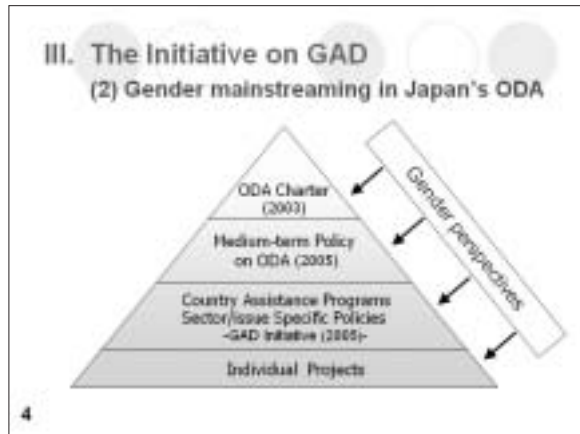 III. The Initiative on GAD
(2) Gender mainstreaming in Japan's ODA
ODA Charter
(2003)
Medium-term Policy
on ODA (2005)
Country Assistance Programs
Sector/issue Specific Policies
-GAD Initiative (2005)-
Individual Projects
Gender perspectives
4